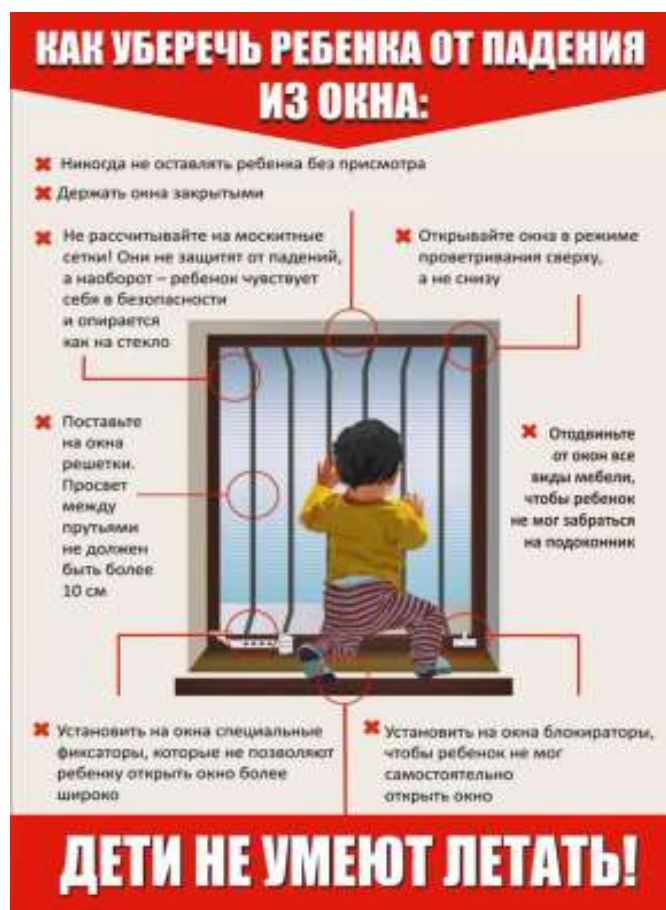 КАК УБЕРЕЧЬ РЕБЕНКА ОТ ПАДЕНИЯ
ИЗ ОКНА:
Никогда не оставлять ребенка без присмотра
Держать окна закрытыми
Не рассчитывайте на москитные
сетки! Они не защитят от падений,
а наоборот – ребенок чувствует
себя в безопасности
и опирается
как на стекло
Открывайте окна в режиме
проветривания сверху,
а не снизу
Поставьте
на окна
решетки.
Просвет
между
прутьями
не должен
быть более
10 см
Отодвиньте
от окон все
виды мебели,
чтобы ребенок
не мог забраться
на подоконник
Установить на окна специальные
фиксаторы, которые не позволяют
ребенку открыть окно более
широко
Установить на окна блокираторы,
чтобы ребенок не мог
самостоятельно
открыть окно
ДЕТИ НЕ УМЕЮТ ЛЕТАТЬ!